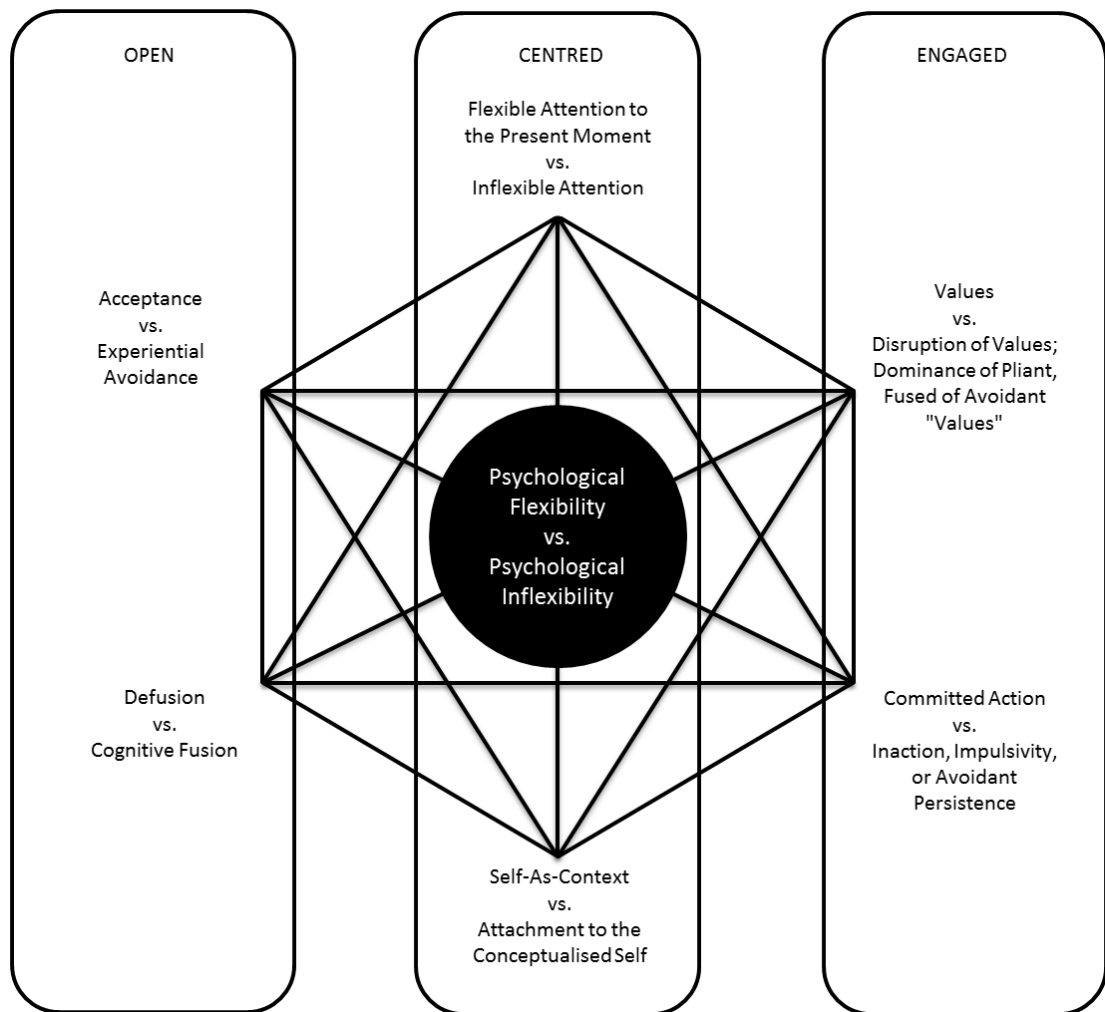 OPEN
CENTRED
ENGAGED
Flexible Attention to
the Present Moment
vs.
Inflexible Attention
Acceptance
vs.
Experiential
Avoidance
Values
vs.
Disruption of Values;
Dominance of Pliant,
Fused of Avoidant
"Values"
Psychological
Flexibility
vs.
Psychological
Inflexibility
Defusion
vs.
Cognitive Fusion
Committed Action
vs.
Inaction, Impulsivity,
or Avoidant
Persistence
Self-As-Context
vs.
Attachment to the
Conceptualised Self